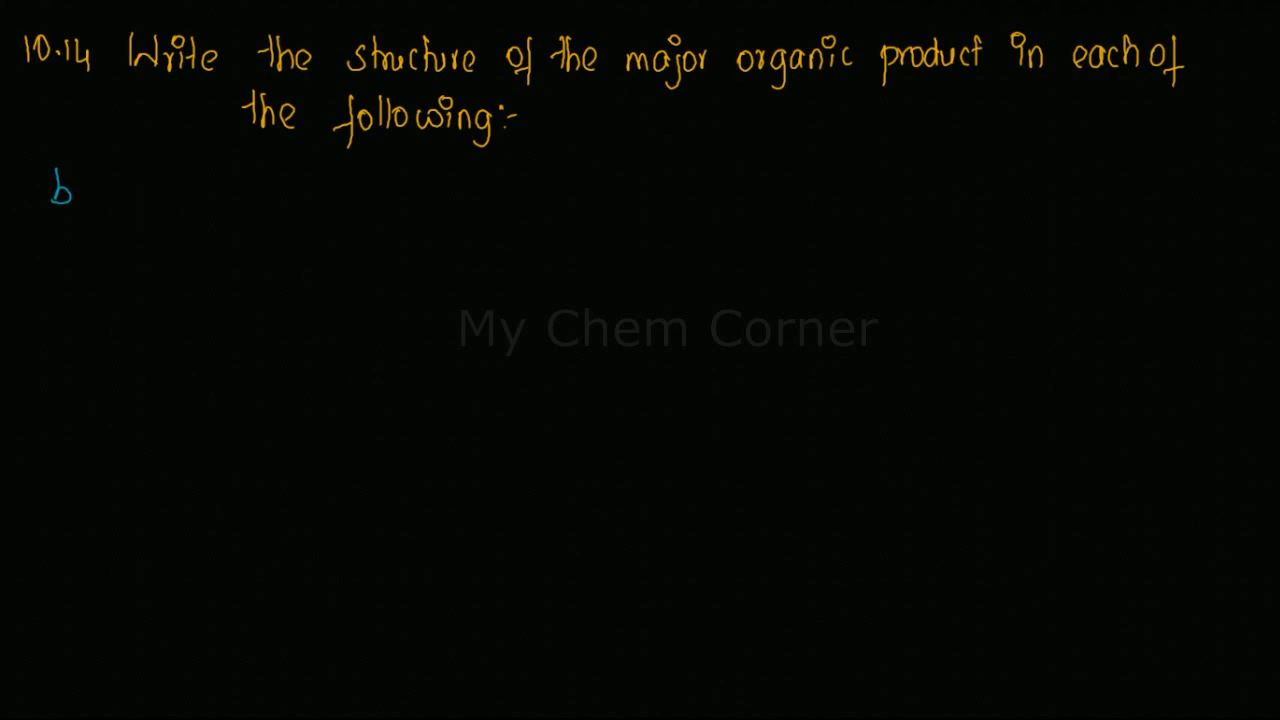 10.14 Write the structure of the major organic product in each of
the following:-
b
My Chem Corner